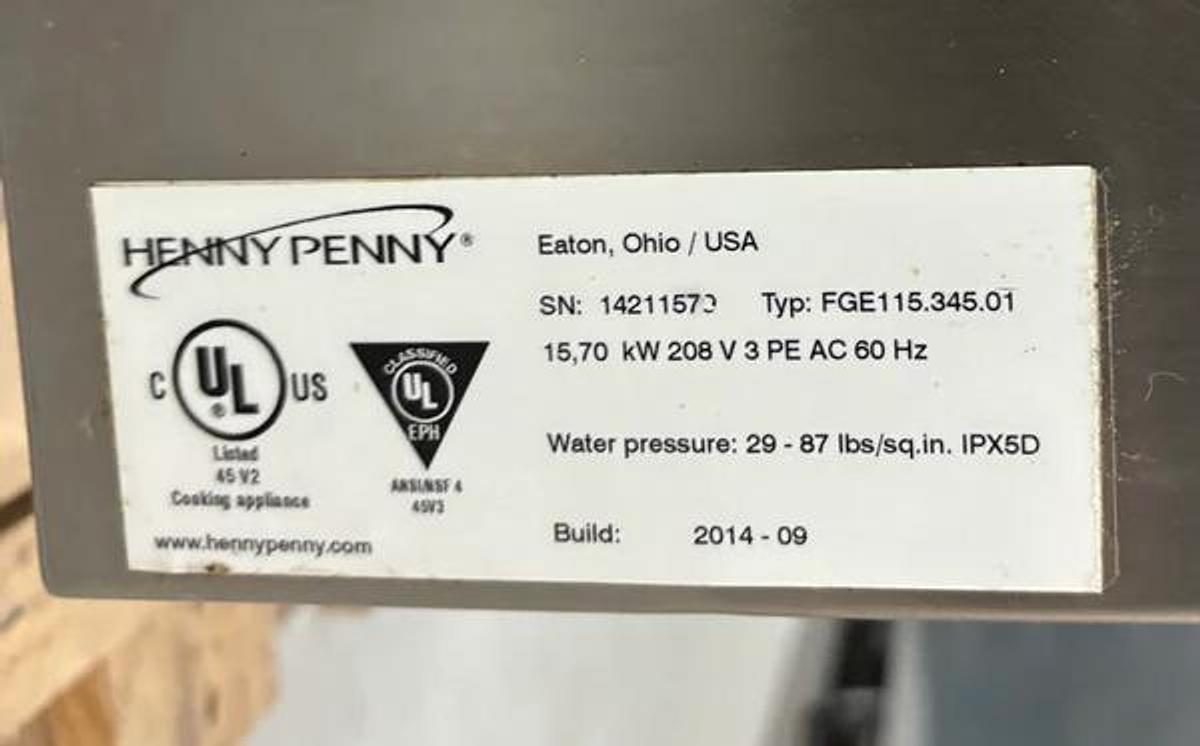 HENNY PENNY®
Eaton, Ohio / USA
SN: Typ: FGE115.345.01
15,70 kW 208 V 3 PE AC 60 Hz
C UL® US
Listed
45 V2
Cooking appliance
CLASSIFIED
UL
EPH
ANSI/NSF 4
45V3
Water pressure: 29 - 87 lbs/sq.in. IPX5D
Build: 2014 - 09
www.hennypenny.com